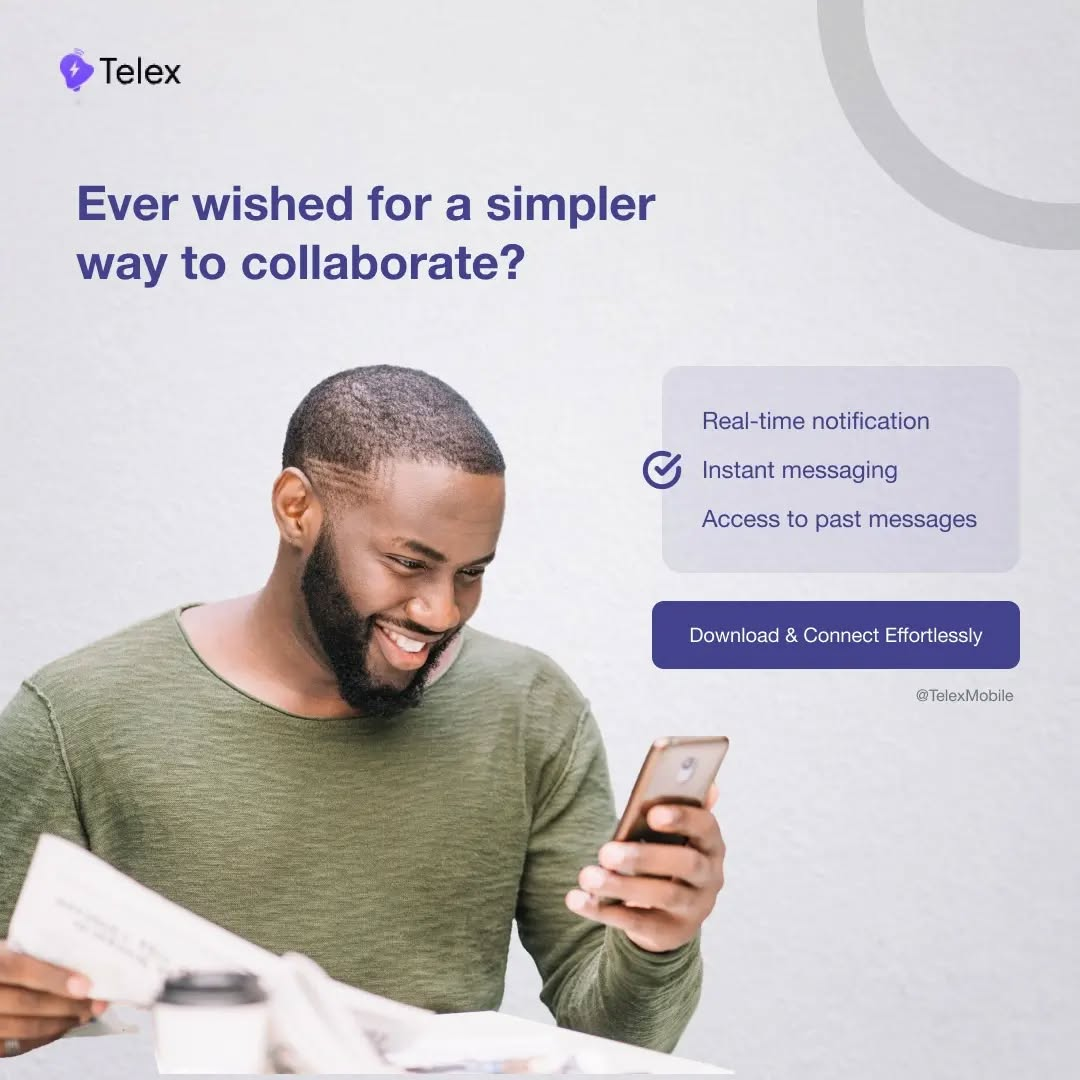 Telex
Ever wished for a simpler
way to collaborate?
Real-time notification
Instant messaging
Access to past messages
Download & Connect Effortlessly
@TelexMobile